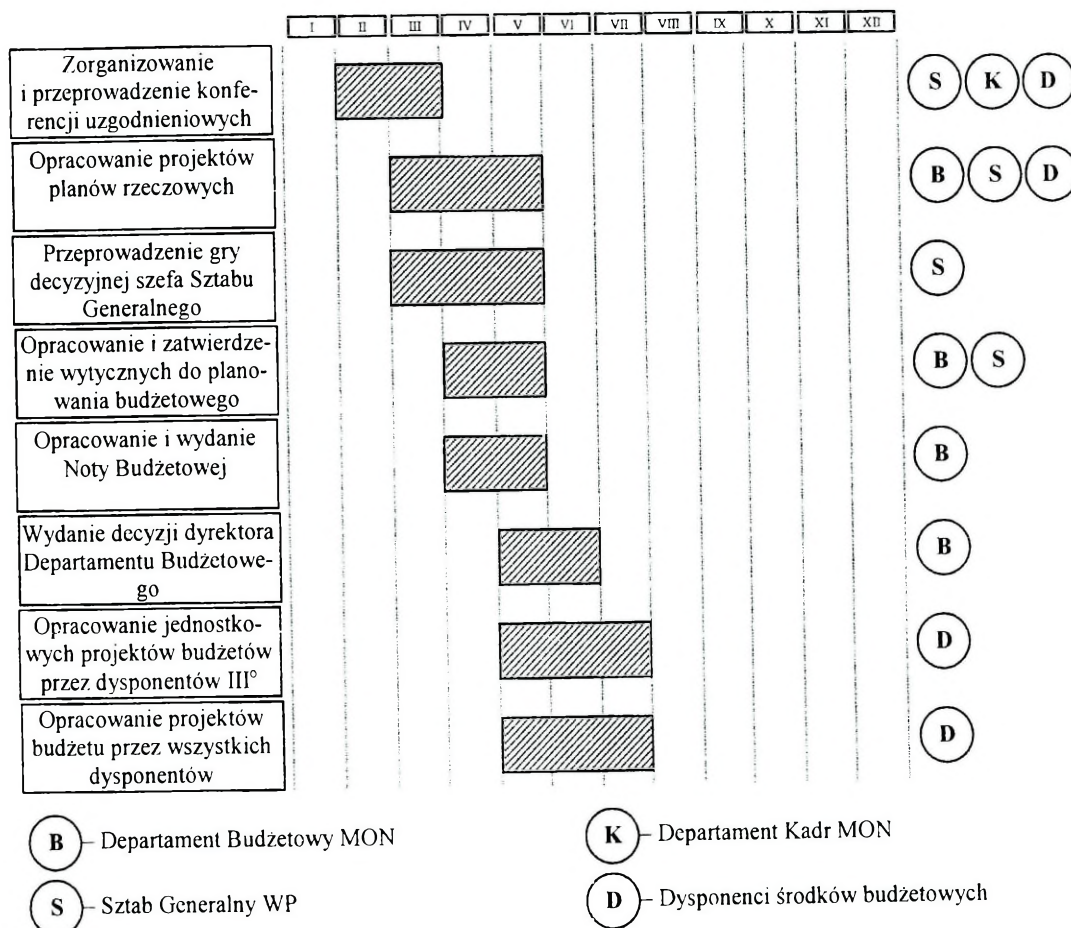 I II III IV V VI VII VIII IX X XI XII
Zorganizowanie
i przeprowadzenie konfe-
rencji uzgodnieniowych
S K D
Opracowanie projektów
planów rzeczowych
B S D
Przeprowadzenie gry
decyzyjnej szefa Sztabu
Generalnego
S
Opracowanie i zatwierdze-
nie wytycznych do plano-
wania budżetowego
B S
Opracowanie i wydanie
Noty Budżetowej
B
Wydanie decyzji dyrektora
Departamentu Budżetowe-
go
B
Opracowanie jednostko-
wych projektów budżetów
przez dysponentów III°
D
Opracowanie projektów
budżetu przez wszystkich
dysponentów
D
B – Departament Budżetowy MON
K – Departament Kadr MON
S – Sztab Generalny WP
D – Dysponenci środków budżetowych